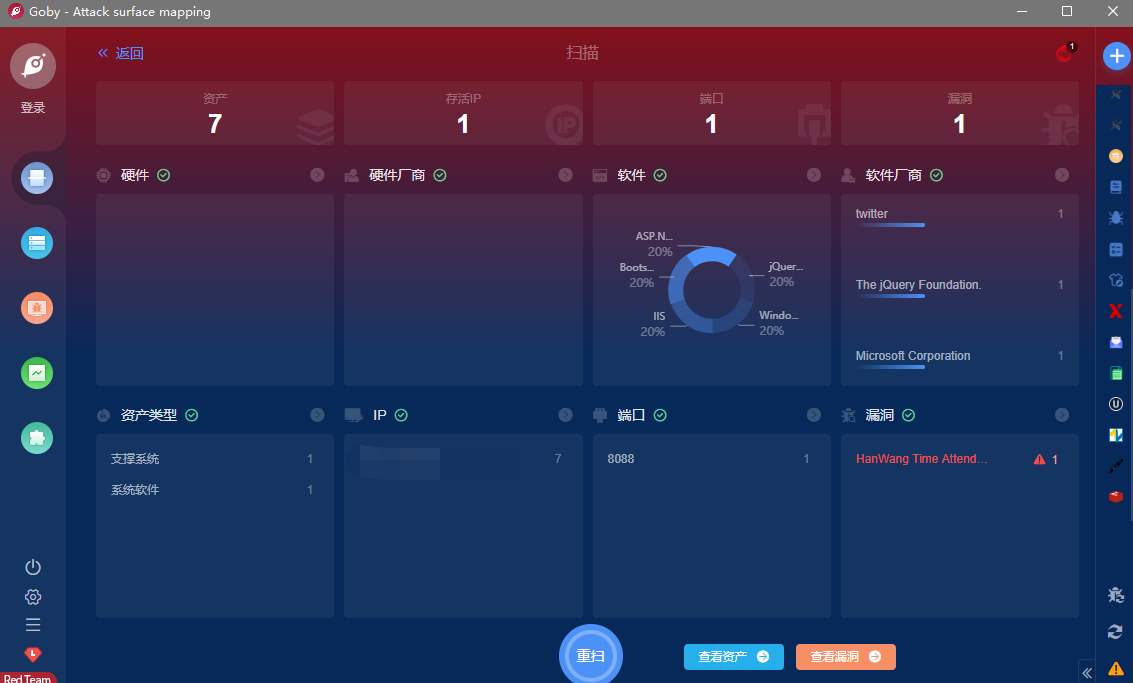 Goby - Attack surface mapping
返回
扫描
1
登录
资产
7
存活IP
1
端口
1
漏洞
1
硬件
硬件厂商
软件
软件厂商
ASP.N...
20%
Boots...
20%
IIS
20%
jQuer...
20%
Windo...
20%
twitter 1
The jQuery Foundation. 1
Microsoft Corporation 1
资产类型
IP
端口
漏洞
支撑系统 1
系统软件 1
7
8088 1
HanWang Time Attend... 1
重扫
查看资产
查看漏洞
Red Team